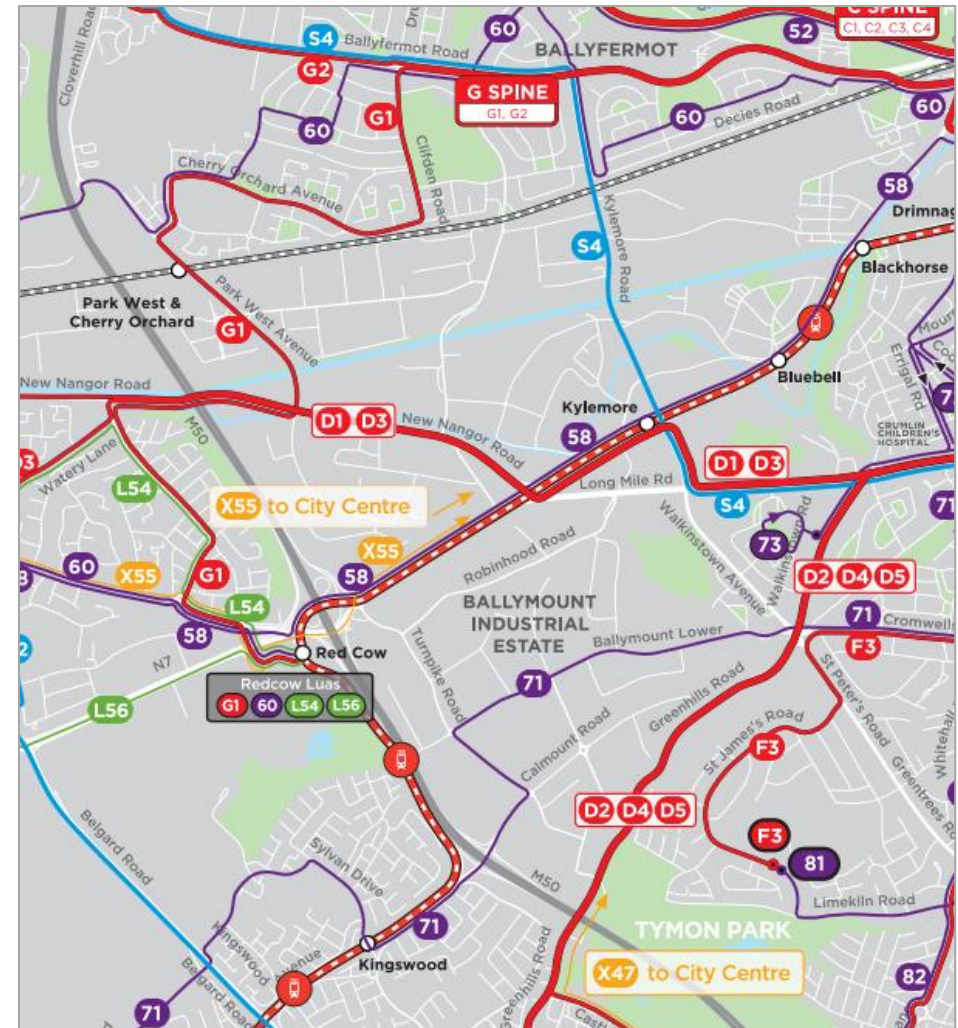 C SPINE
C1, C2, C3, C4
Cloverhill Road
S4
Ballyfermot Road
60
BALLYFERMOT
52
G2
G SPINE
G1, G2
60
G1
60
Decies Road
60
Clifden Road
Cherry Orchard Avenue
58
Kylemore Road
S4
Blackhorse
Park West &
Cherry Orchard
Park West Avenue
G1
Errigal Rd
Bluebell
New Nangor Road
Kylemore
D1 D3
New Nangor Road
58
CRUMLIN
CHILDREN'S
HOSPITAL
M50
Watery Lane
D1 D3
L54
Long Mile Rd
S4
71
X55 to City Centre
Walkinstown Rd
73
Walkinstown Avenue
X55
Robinhood Road
60
X55
G1
58
D2 D4 D5
L54
BALLYMOUNT
INDUSTRIAL
ESTATE
71
58
Ballymount Lower
F3
N7
Red Cow
Turnpike Road
Redcow Luas
G1 60 L54 L56
71
Greenhills Road
St Peter's Road
L56
Calmount Road
St James's Road
F3
Greentrees
D2 D4 D5
Belgard Road
F3
81
Sylvan Drive
M50
Limekiln Road
71
TYMON PARK
Kingswood Avenue
Kingswood
X47 to City Centre
82
Belgard Road
Greenhills Road
71